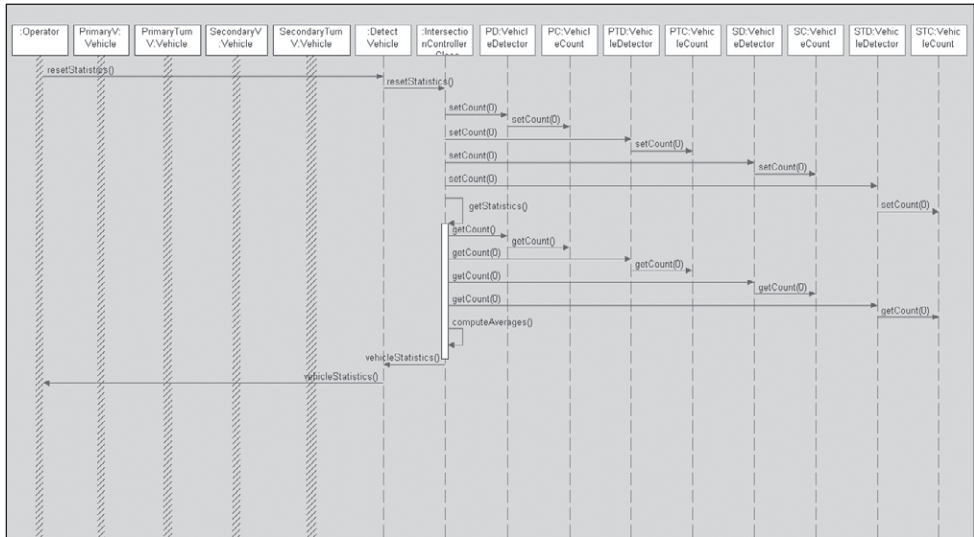 :Operator
PrimaryV:
Vehicle
PrimaryTurn
V:Vehicle
SecondaryV
:Vehicle
SecondaryTurn
V:Vehicle
:Detect
Vehicle
:Intersectio
nController
PD:Vehicl
eDetector
PC:Vehicl
eCount
PTD:Vehic
leDetector
PTC:Vehic
leCount
SD:Vehicl
eDetector
SC:Vehicl
eCount
STD:Vehic
leDetector
STC:Vehic
leCount
resetStatistics()
resetStatistics()
setCount(0)
setCount(0)
setCount(0)
setCount(0)
setCount(0)
setCount(0)
setCount(0)
setCount(0)
getStatistics()
getCount()
getCount()
getCount(0)
getCount(0)
getCount(0)
getCount(0)
getCount(0)
getCount(0)
computeAverages()
vehicleStatistics()
vehicleStatistics()